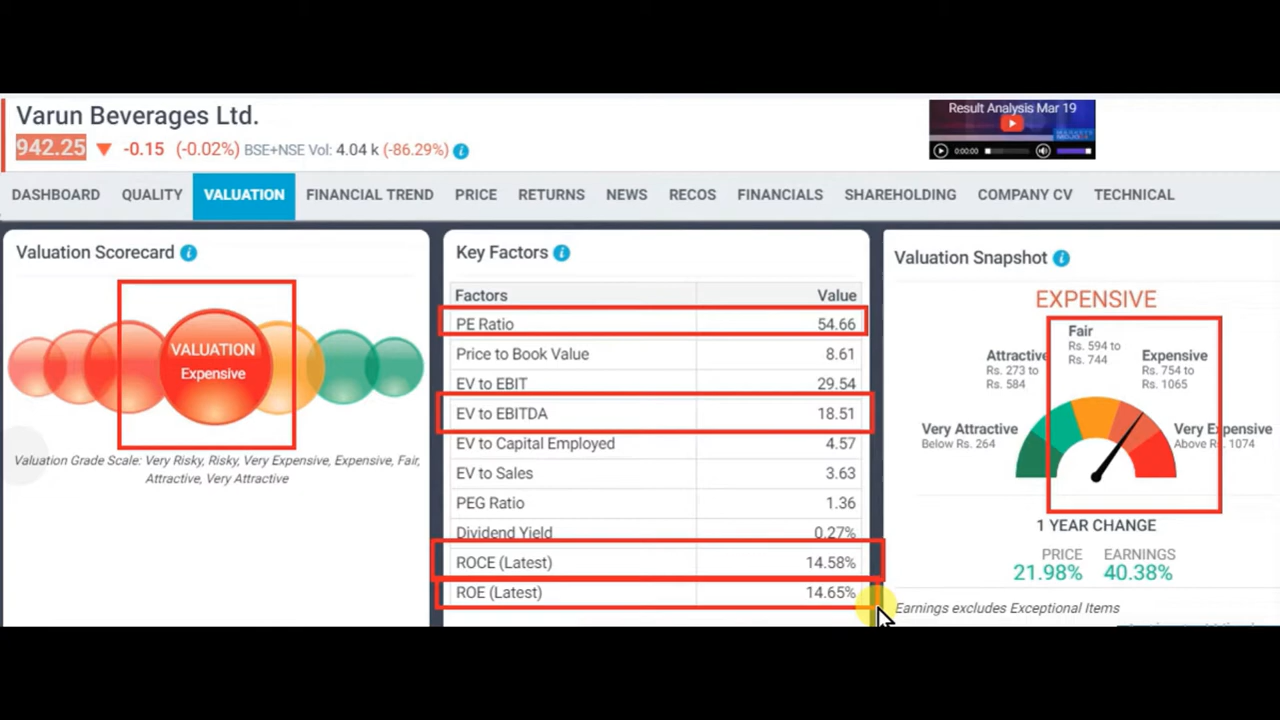 Varun Beverages Ltd.
942.25 ▼ -0.15 (-0.02%) BSE+NSE Vol: 4.04 k (-86.29%) i
Result Analysis Mar 19
0:00:00
DASHBOARD QUALITY VALUATION FINANCIAL TREND PRICE RETURNS NEWS RECOS FINANCIALS SHAREHOLDING COMPANY CV TECHNICAL
Valuation Scorecard i
VALUATION
Expensive
Valuation Grade Scale: Very Risky, Risky, Very Expensive, Expensive, Fair,
Attractive, Very Attractive
Key Factors i
Factors Value
PE Ratio 54.66
Price to Book Value 8.61
EV to EBIT 29.54
EV to EBITDA 18.51
EV to Capital Employed 4.57
EV to Sales 3.63
PEG Ratio 1.36
Dividend Yield 0.27%
ROCE (Latest) 14.58%
ROE (Latest) 14.65%
Valuation Snapshot i
EXPENSIVE
Fair
Rs. 594 to
Rs. 744
Attractive
Rs. 273 to
Rs. 584
Expensive
Rs. 754 to
Rs. 1065
Very Attractive
Below Rs. 264
Very Expensive
Above Rs. 1074
1 YEAR CHANGE
PRICE EARNINGS
21.98% 40.38%
Earnings excludes Exceptional Items